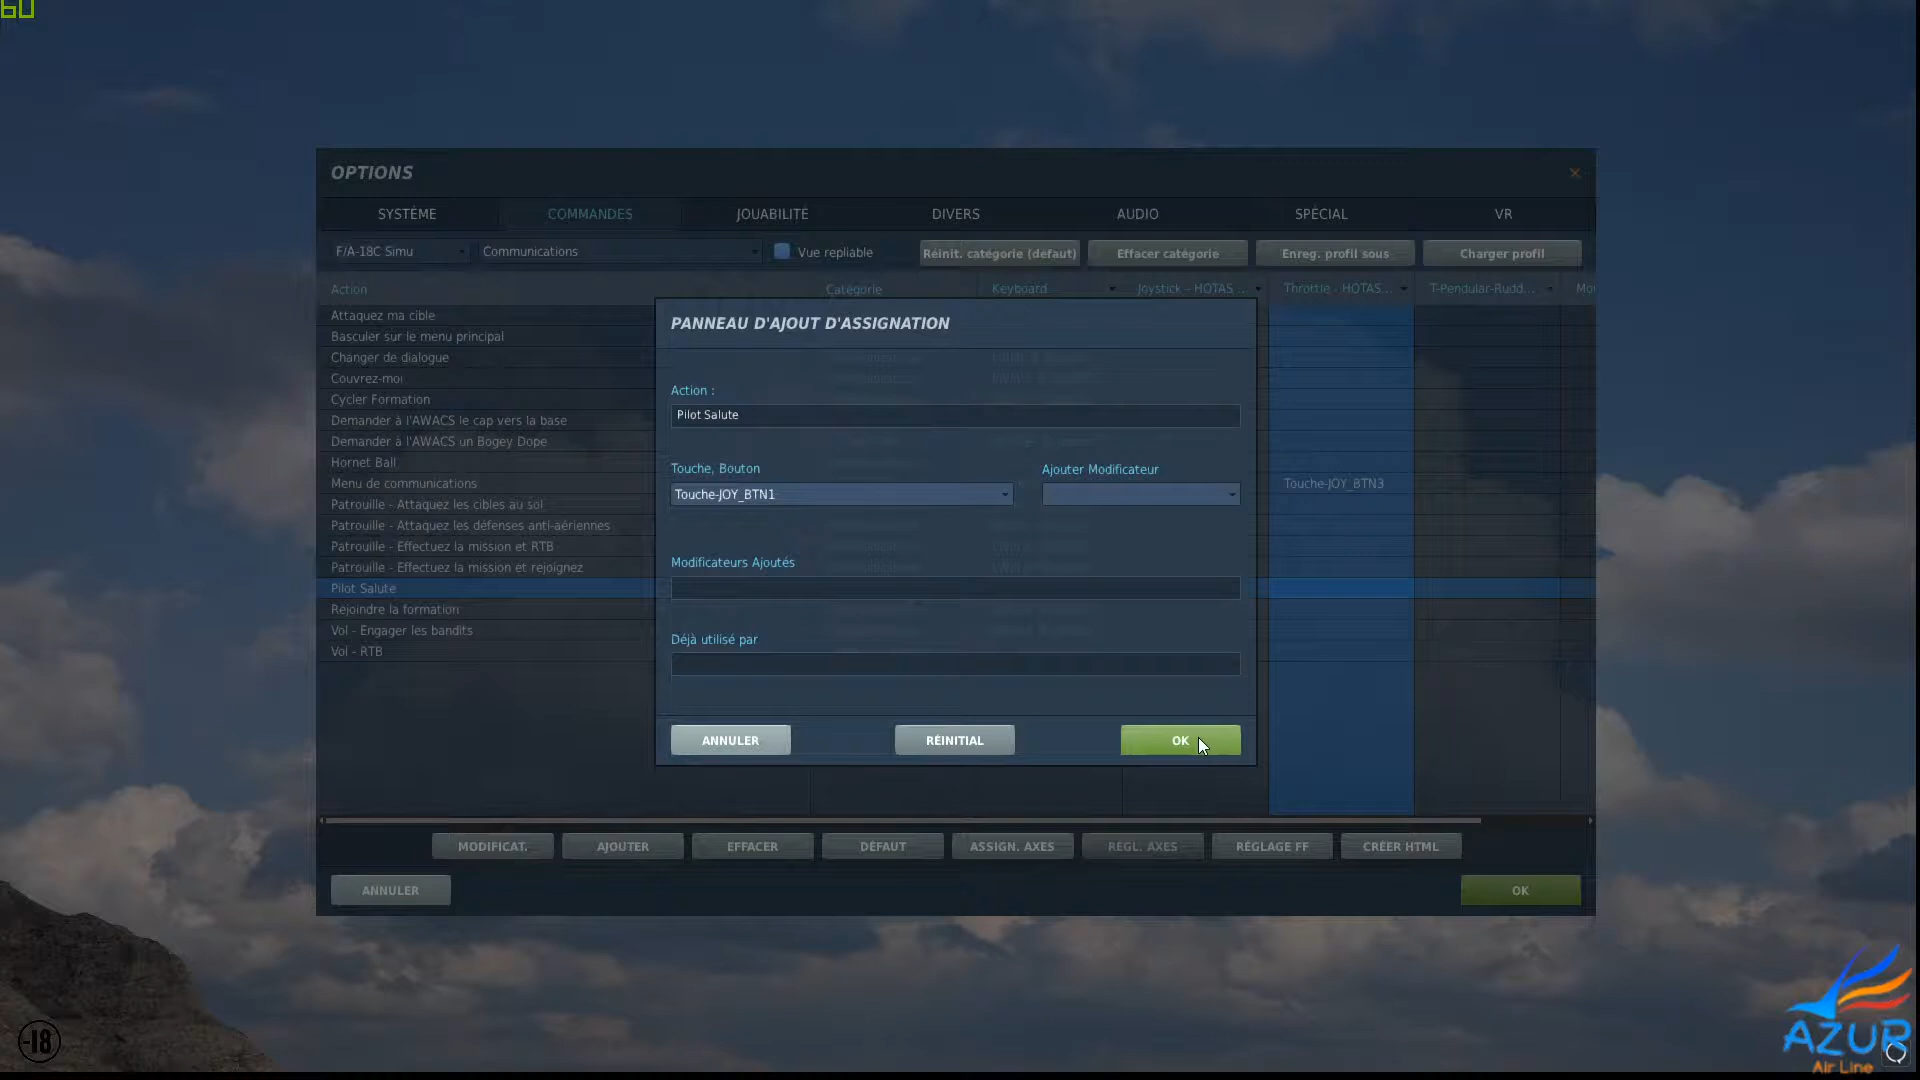 60
OPTIONS
SYSTÈME COMMANDES JOUABILITÉ DIVERS AUDIO SPÉCIAL VR
F/A-18C Simu Communications Vue repliable Réinit. catégorie (défaut) Effacer catégorie Enreg. profil sous Charger profil
Action Catégorie Keyboard Joystick - HOTAS ... Throttle - HOTAS... T-Pendular-Rudd... Mou
Attaquez ma cible
Basculer sur le menu principal
Changer de dialogue
Couvrez-moi
Cycler Formation
Demander à l'AWACS le cap vers la base
Demander à l'AWACS un Bogey Dope
Hornet Ball
Menu de communications Touche-JOY_BTN3
Patrouille - Attaquez les cibles au sol
Patrouille - Attaquez les défenses anti-aériennes
Patrouille - Effectuez la mission et RTB
Patrouille - Effectuez la mission et rejoignez
Pilot Salute
Rejoindre la formation
Vol - Engager les bandits
Vol - RTB
PANNEAU D'AJOUT D'ASSIGNATION
Action :
Pilot Salute
Touche, Bouton Ajouter Modificateur
Touche-JOY_BTN1
Modificateurs Ajoutés
Déjà utilisé par
ANNULER RÉINITIAL OK
MODIFICAT. AJOUTER EFFACER DÉFAUT ASSIGN. AXES RÉGL. AXES RÉGLAGE FF CRÉER HTML
ANNULER OK
-18
AZUR
Air Line